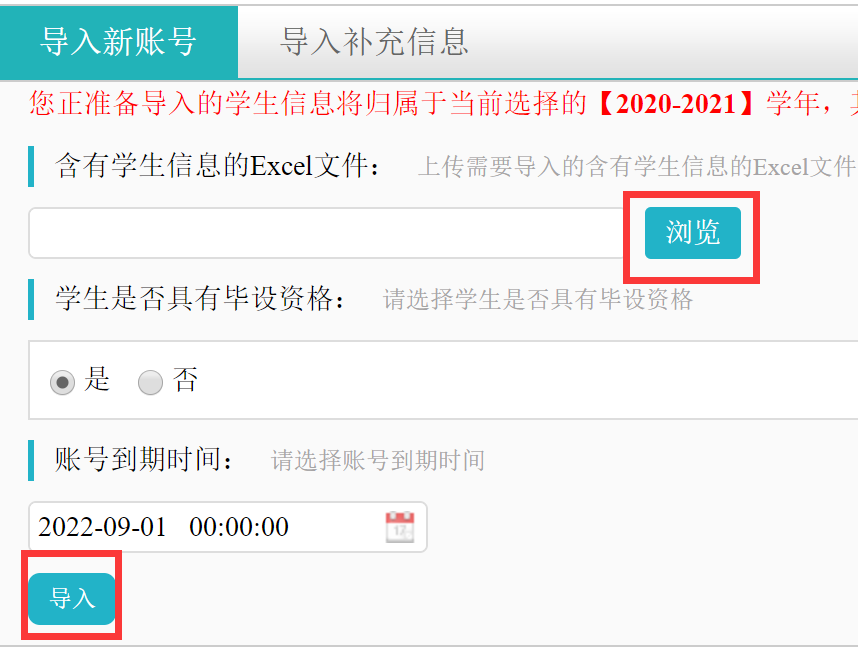 导入新账号 导入补充信息
您正准备导入的学生信息将归属于当前选择的【2020-2021】学年，
含有学生信息的Excel文件： 上传需要导入的含有学生信息的Excel文件
浏览
学生是否具有毕设资格： 请选择学生是否具有毕设资格
是 否
账号到期时间： 请选择账号到期时间
2022-09-01 00:00:00 17
导入